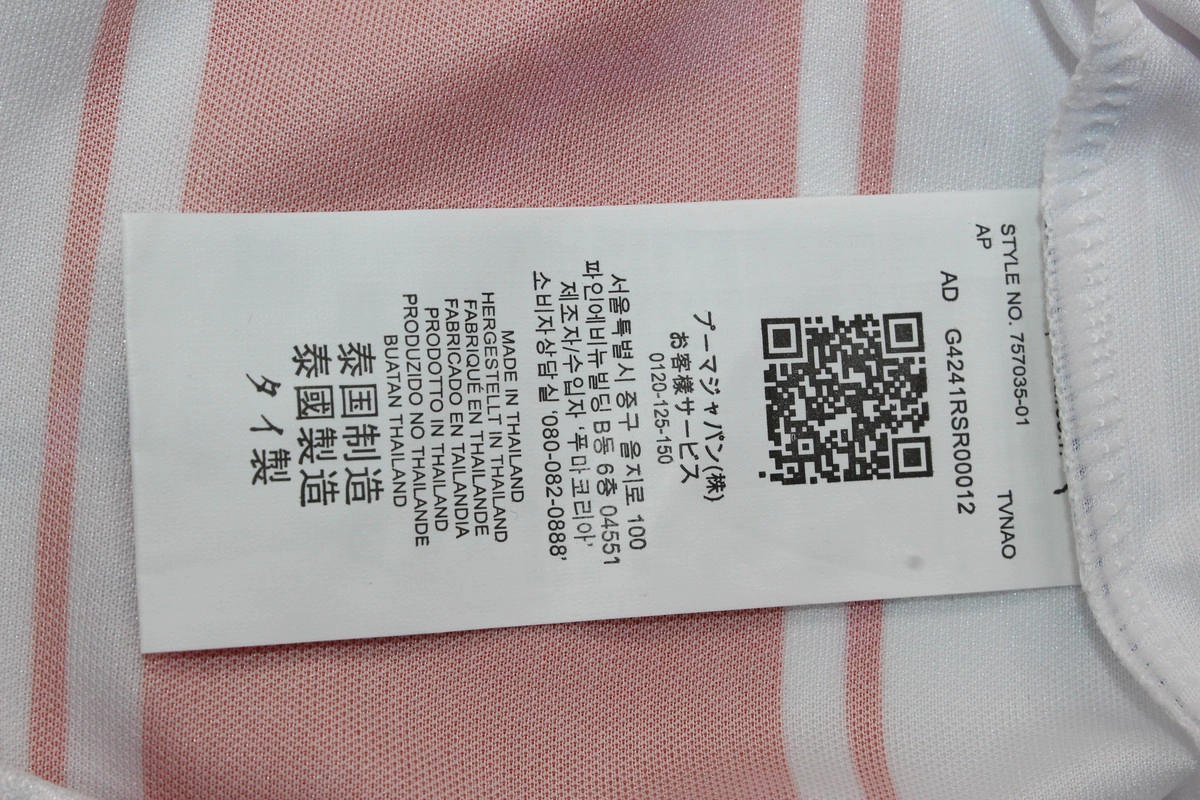 STYLE NO. 757035-01 TVNAO
AP
AD G4241RSR00012
プーマジャパン(株)
お客様サービス
0120-125-150
서울특별시 중구 을지로 100
파인에비뉴빌딩 B동 6층 04551
제조자/수입자 '푸마코리아'
소비자상담실 '080-082-0888'
MADE IN THAILAND
HERGESTELLT IN THAILAND
FABRIQUÉ EN THAILANDE
FABRICADO EN TAILANDIA
PRODOTTO IN THAILAND
PRODUZIDO NO THAILANDE
BUATAN THAILAND
泰国制造
泰國製造
タイ製